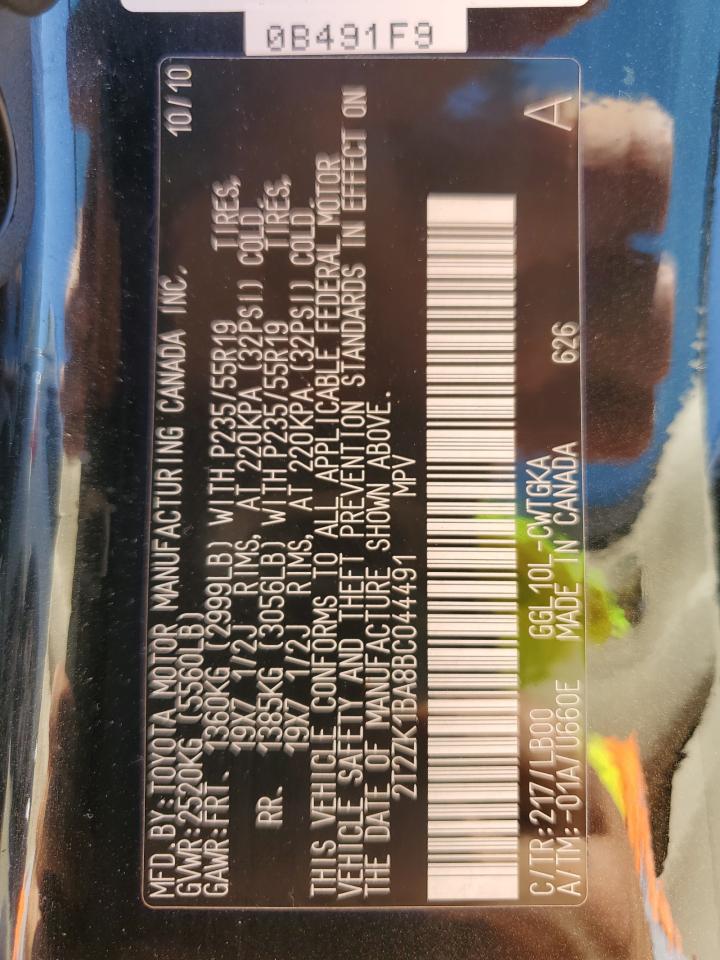 0B491F9
MFD. BY: TOYOTA MOTOR MANUFACTURING CANADA INC. 10/10
GVWR: 2520KG (5560LB)
GAWR: FRT. 1360KG (2999LB) WITH P235/55R19 TIRES,
19X7 1/2J RIMS, AT 220KPA (32PSI) COLD
RR. 1385KG (3056LB) WITH P235/55R19 TIRES,
19X7 1/2J RIMS, AT 220KPA (32PSI) COLD.
THIS VEHICLE CONFORMS TO ALL APPLICABLE FEDERAL MOTOR
VEHICLE SAFETY AND THEFT PREVENTION STANDARDS IN EFFECT ON
THE DATE OF MANUFACTURE SHOWN ABOVE.
2T2ZK1BA8BC044491 MPV
C/TR: 217/LB00 GGL10L-CWTGKA A
A/TM: -01A/U660E MADE IN CANADA 626